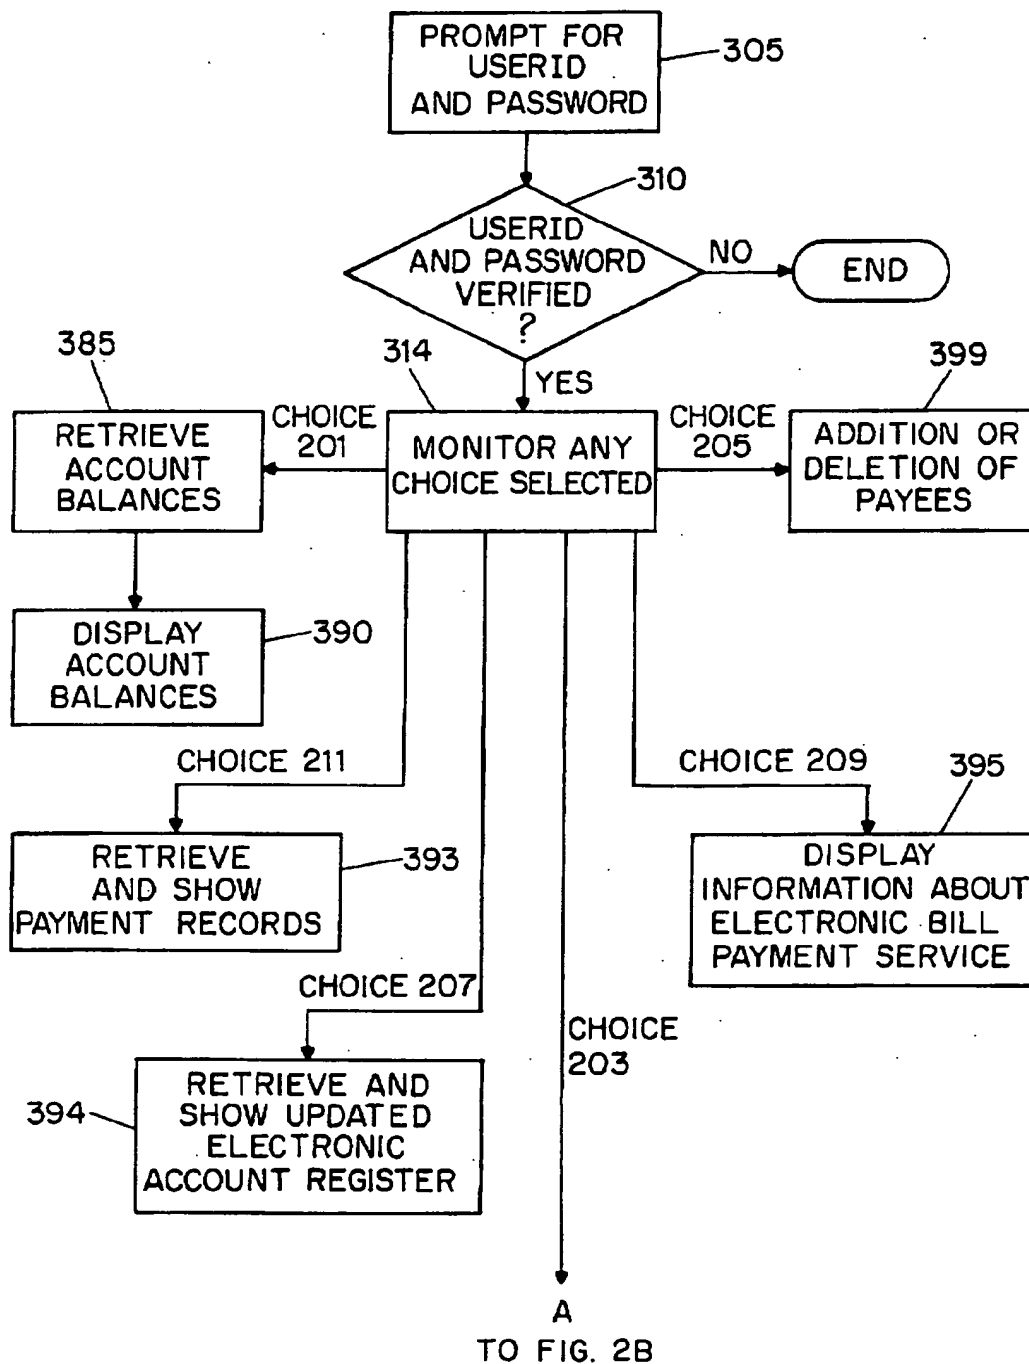 PROMPT FOR
USERID
AND PASSWORD
305
310
USERID
AND PASSWORD
VERIFIED
?
NO
END
YES
385
314
399
RETRIEVE
ACCOUNT
BALANCES
CHOICE
201
MONITOR ANY
CHOICE SELECTED
CHOICE
205
ADDITION OR
DELETION OF
PAYEES
DISPLAY
ACCOUNT
BALANCES
390
CHOICE 211
CHOICE 209
395
RETRIEVE
AND SHOW
PAYMENT RECORDS
393
DISPLAY
INFORMATION ABOUT
ELECTRONIC BILL
PAYMENT SERVICE
CHOICE 207
CHOICE
203
394
RETRIEVE AND
SHOW UPDATED
ELECTRONIC
ACCOUNT REGISTER
A
TO FIG. 2B